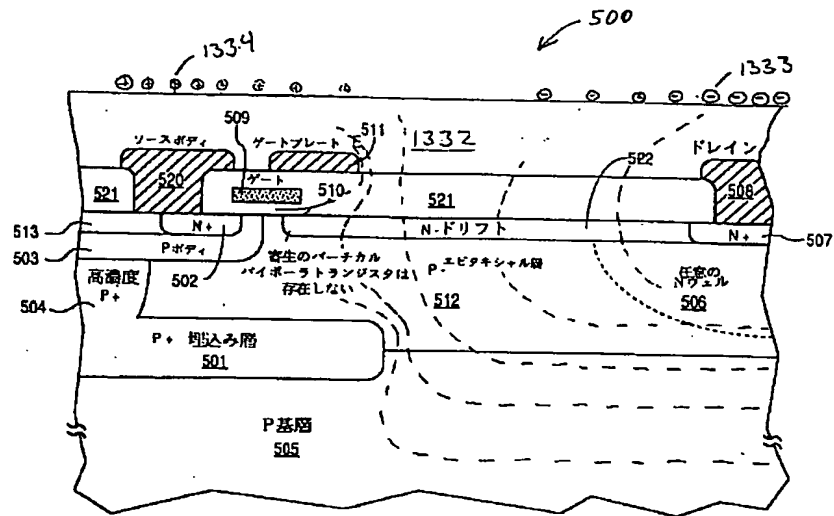 500
1334
1333
509
ソースボディ
ゲートプレート
511
1332
ドレイン
522
521
520
ゲート
510
521
508
513
N+
N-ドリフト
N+
507
503
Pボディ
502
寄生のバーチカル
バイポーラトランジスタは
存在しない
P-
エピタキシャル
512
任意の
Nウェル
506
高濃度
P+
504
P+ 埋込み層
501
P基層
505